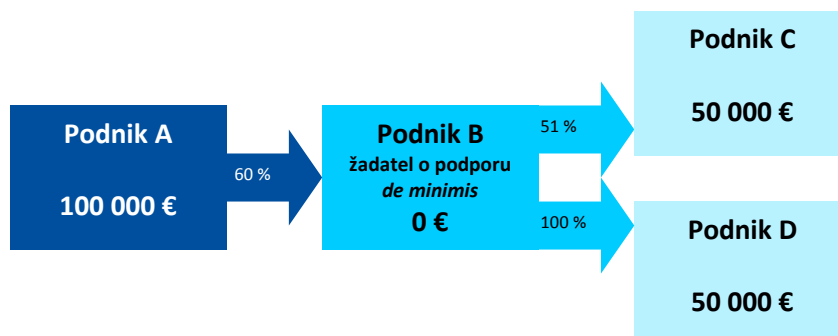 Podnik A
100 000 €
60 %
Podnik B
žadatel o podporu
de minimis
0 €
51 %
100 %
Podnik C
50 000 €
Podnik D
50 000 €